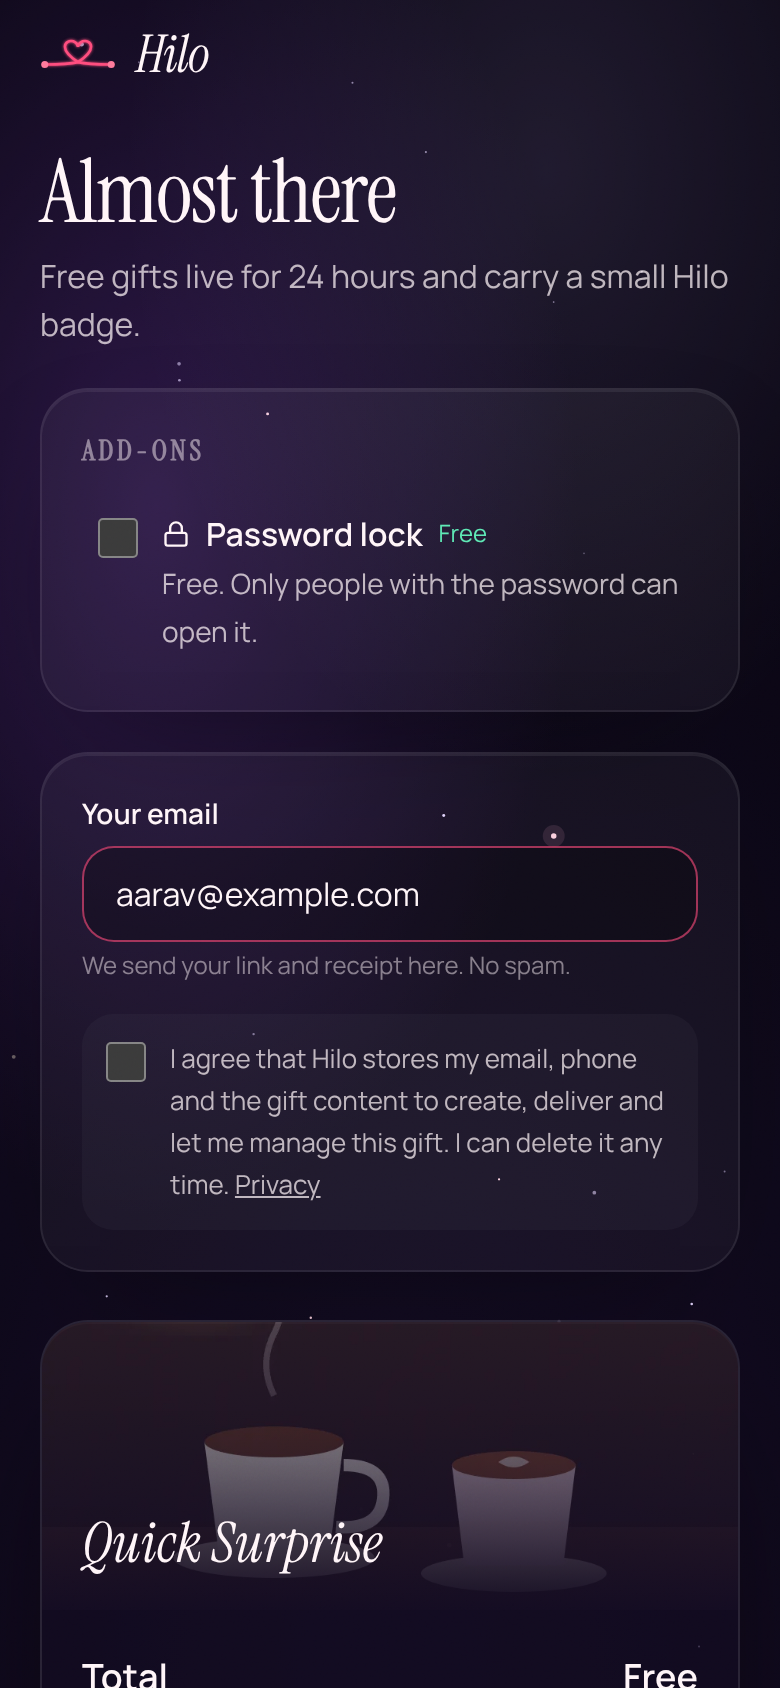 Hilo
Almost there
Free gifts live for 24 hours and carry a small Hilo
badge.
ADD-ONS
Password lock Free
Free. Only people with the password can
open it.
Your email
aarav@example.com
We send your link and receipt here. No spam.
I agree that Hilo stores my email, phone
and the gift content to create, deliver and
let me manage this gift. I can delete it any
time. Privacy
Quick Surprise
Total Free